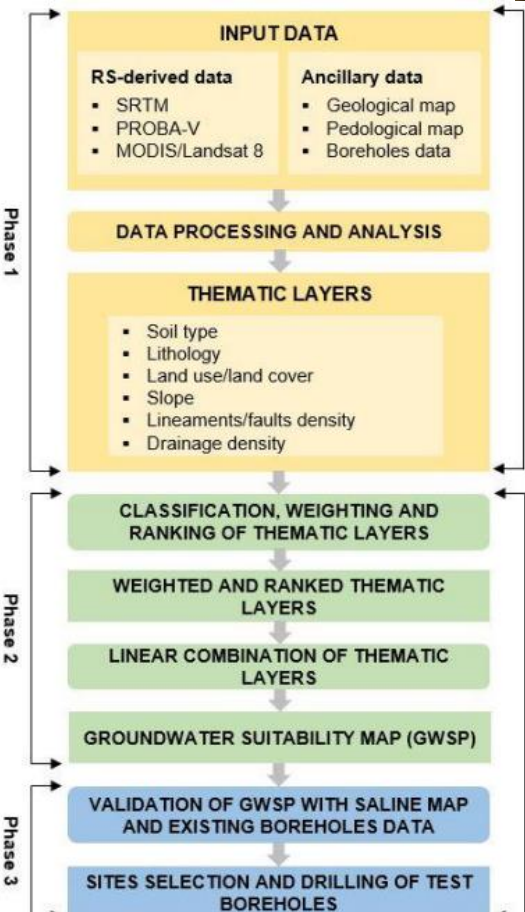 INPUT DATA
RS-derived data
▪ SRTM
▪ PROBA-V
▪ MODIS/Landsat 8
Ancillary data
▪ Geological map
▪ Pedological map
▪ Boreholes data
DATA PROCESSING AND ANALYSIS
THEMATIC LAYERS
▪ Soil type
▪ Lithology
▪ Land use/land cover
▪ Slope
▪ Lineaments/faults density
▪ Drainage density
Phase 1
CLASSIFICATION, WEIGHTING AND
RANKING OF THEMATIC LAYERS
WEIGHTED AND RANKED THEMATIC
LAYERS
LINEAR COMBINATION OF THEMATIC
LAYERS
GROUNDWATER SUITABILITY MAP (GWSP)
Phase 2
VALIDATION OF GWSP WITH SALINE MAP
AND EXISTING BOREHOLES DATA
SITES SELECTION AND DRILLING OF TEST
BOREHOLES
Phase 3